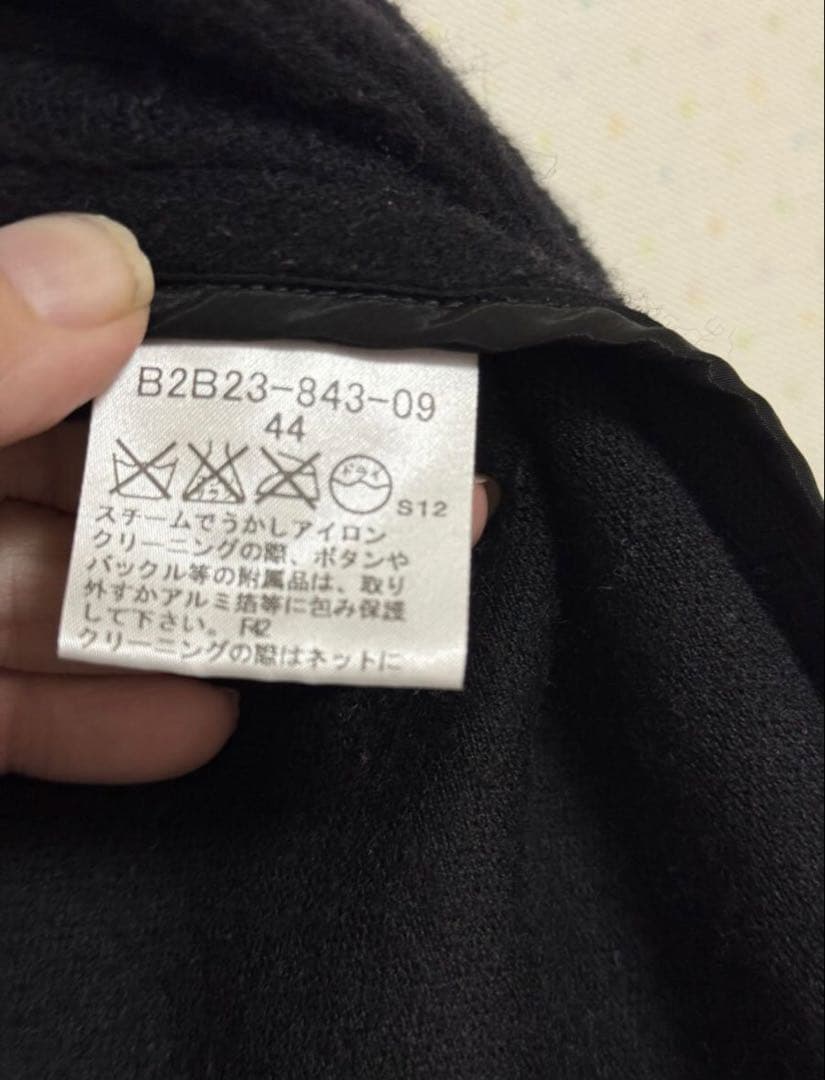 B2B23-843-09
44
ドライ
S12
スチームでうかしアイロン
クリーニングの際、ボタンや
バックル等の附属品は、取り
外すかアルミ箔等に包み保護
して下さい。 F42
クリーニングの際はネットに